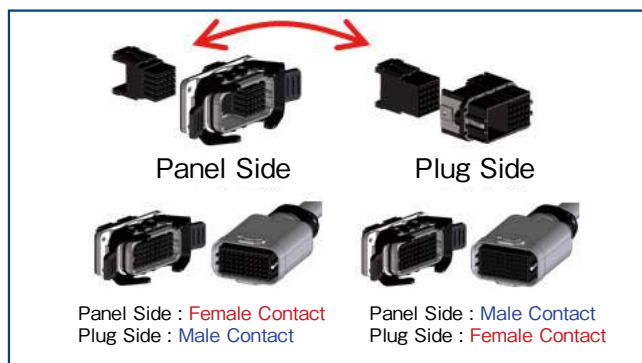 Panel Side
Plug Side
Panel Side : Female Contact
Plug Side : Male Contact
Panel Side : Male Contact
Plug Side : Female Contact